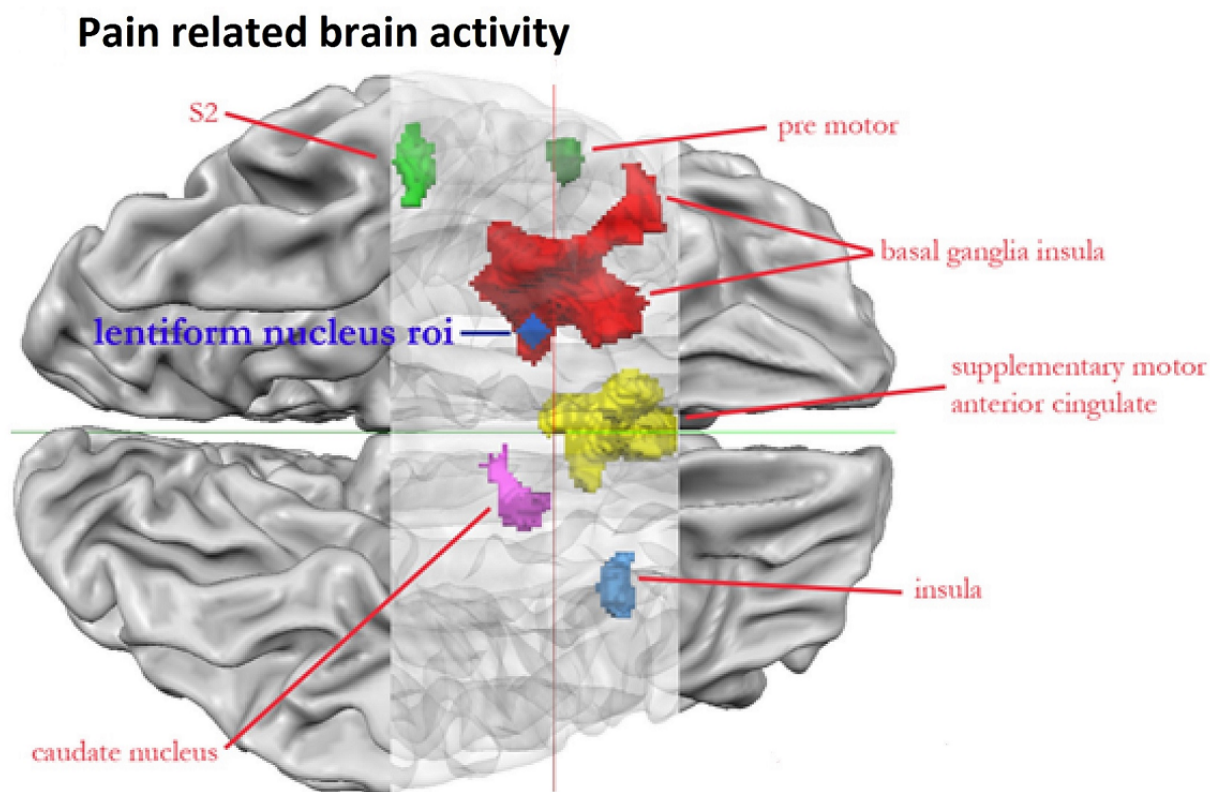 Pain related brain activity
S2
pre motor
basal ganglia insula
lentiform nucleus roi
supplementary motor
anterior cingulate
insula
caudate nucleus